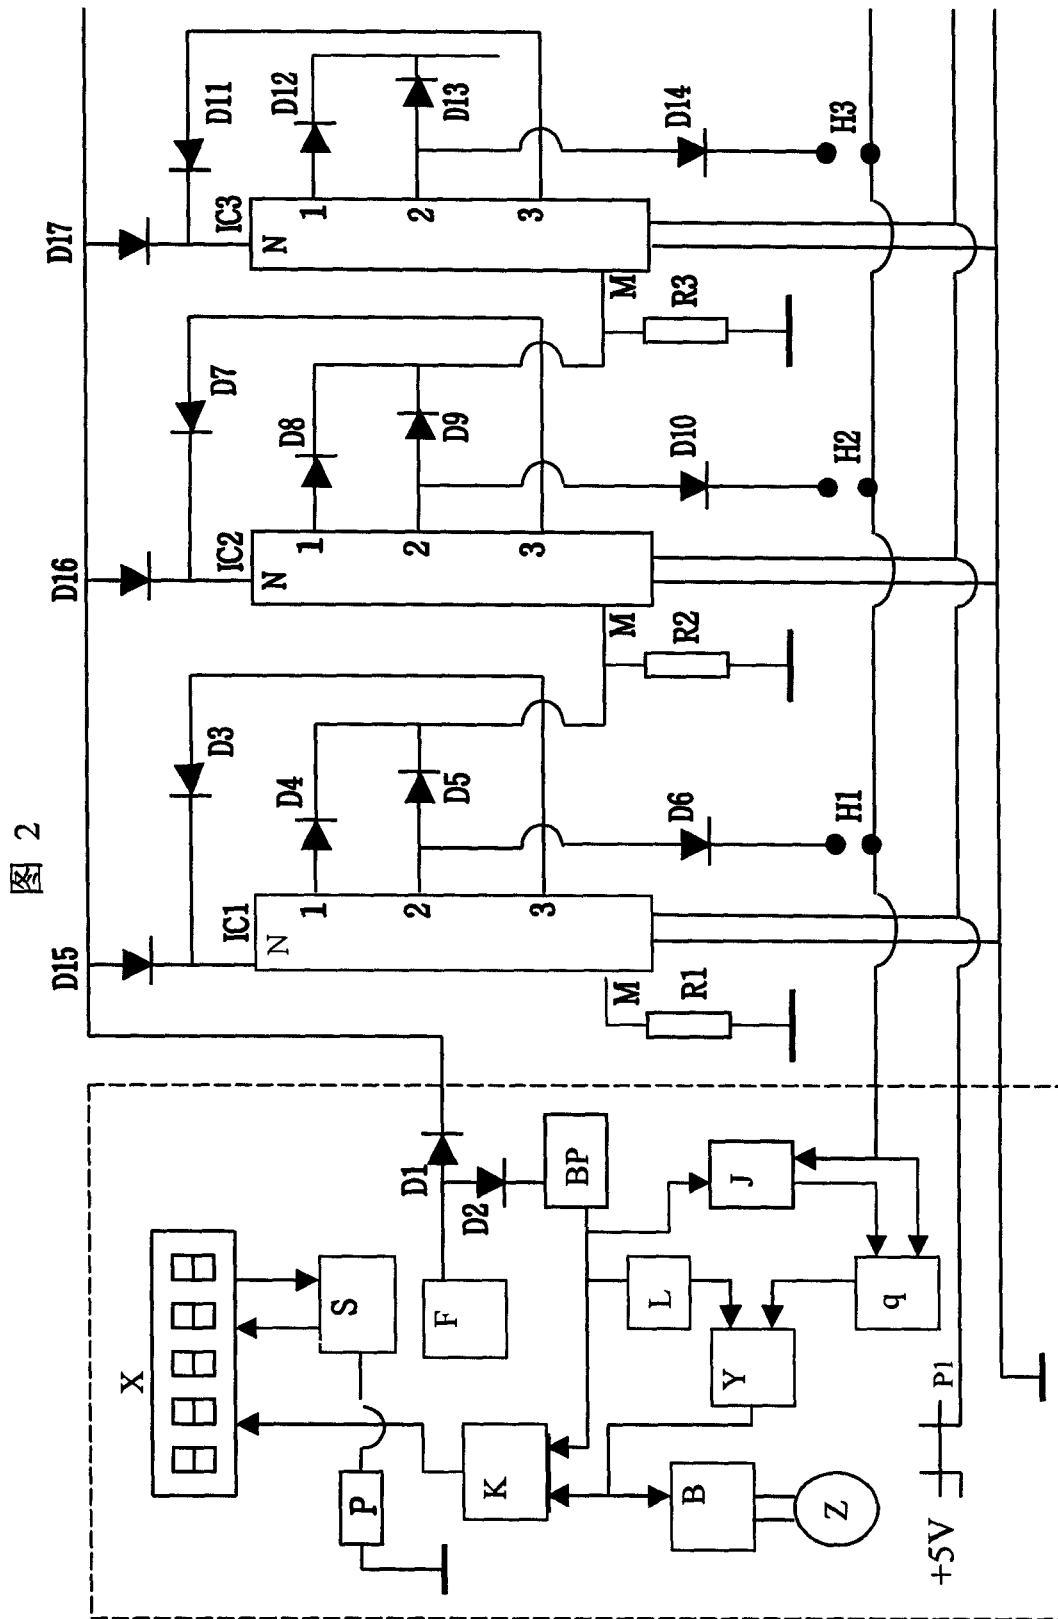 图 2
D17
D16
D15
D11
D7
D3
IC3
IC2
IC1
N
N
N
D12
D8
D4
1
1
1
D13
D9
D5
2
2
2
3
3
3
D14
D10
D6
M
M
M
R3
R2
R1
H3
H2
H1
X
S
P
F
D1
D2
BP
K
L
J
Y
q
B
Z
+5V
P1